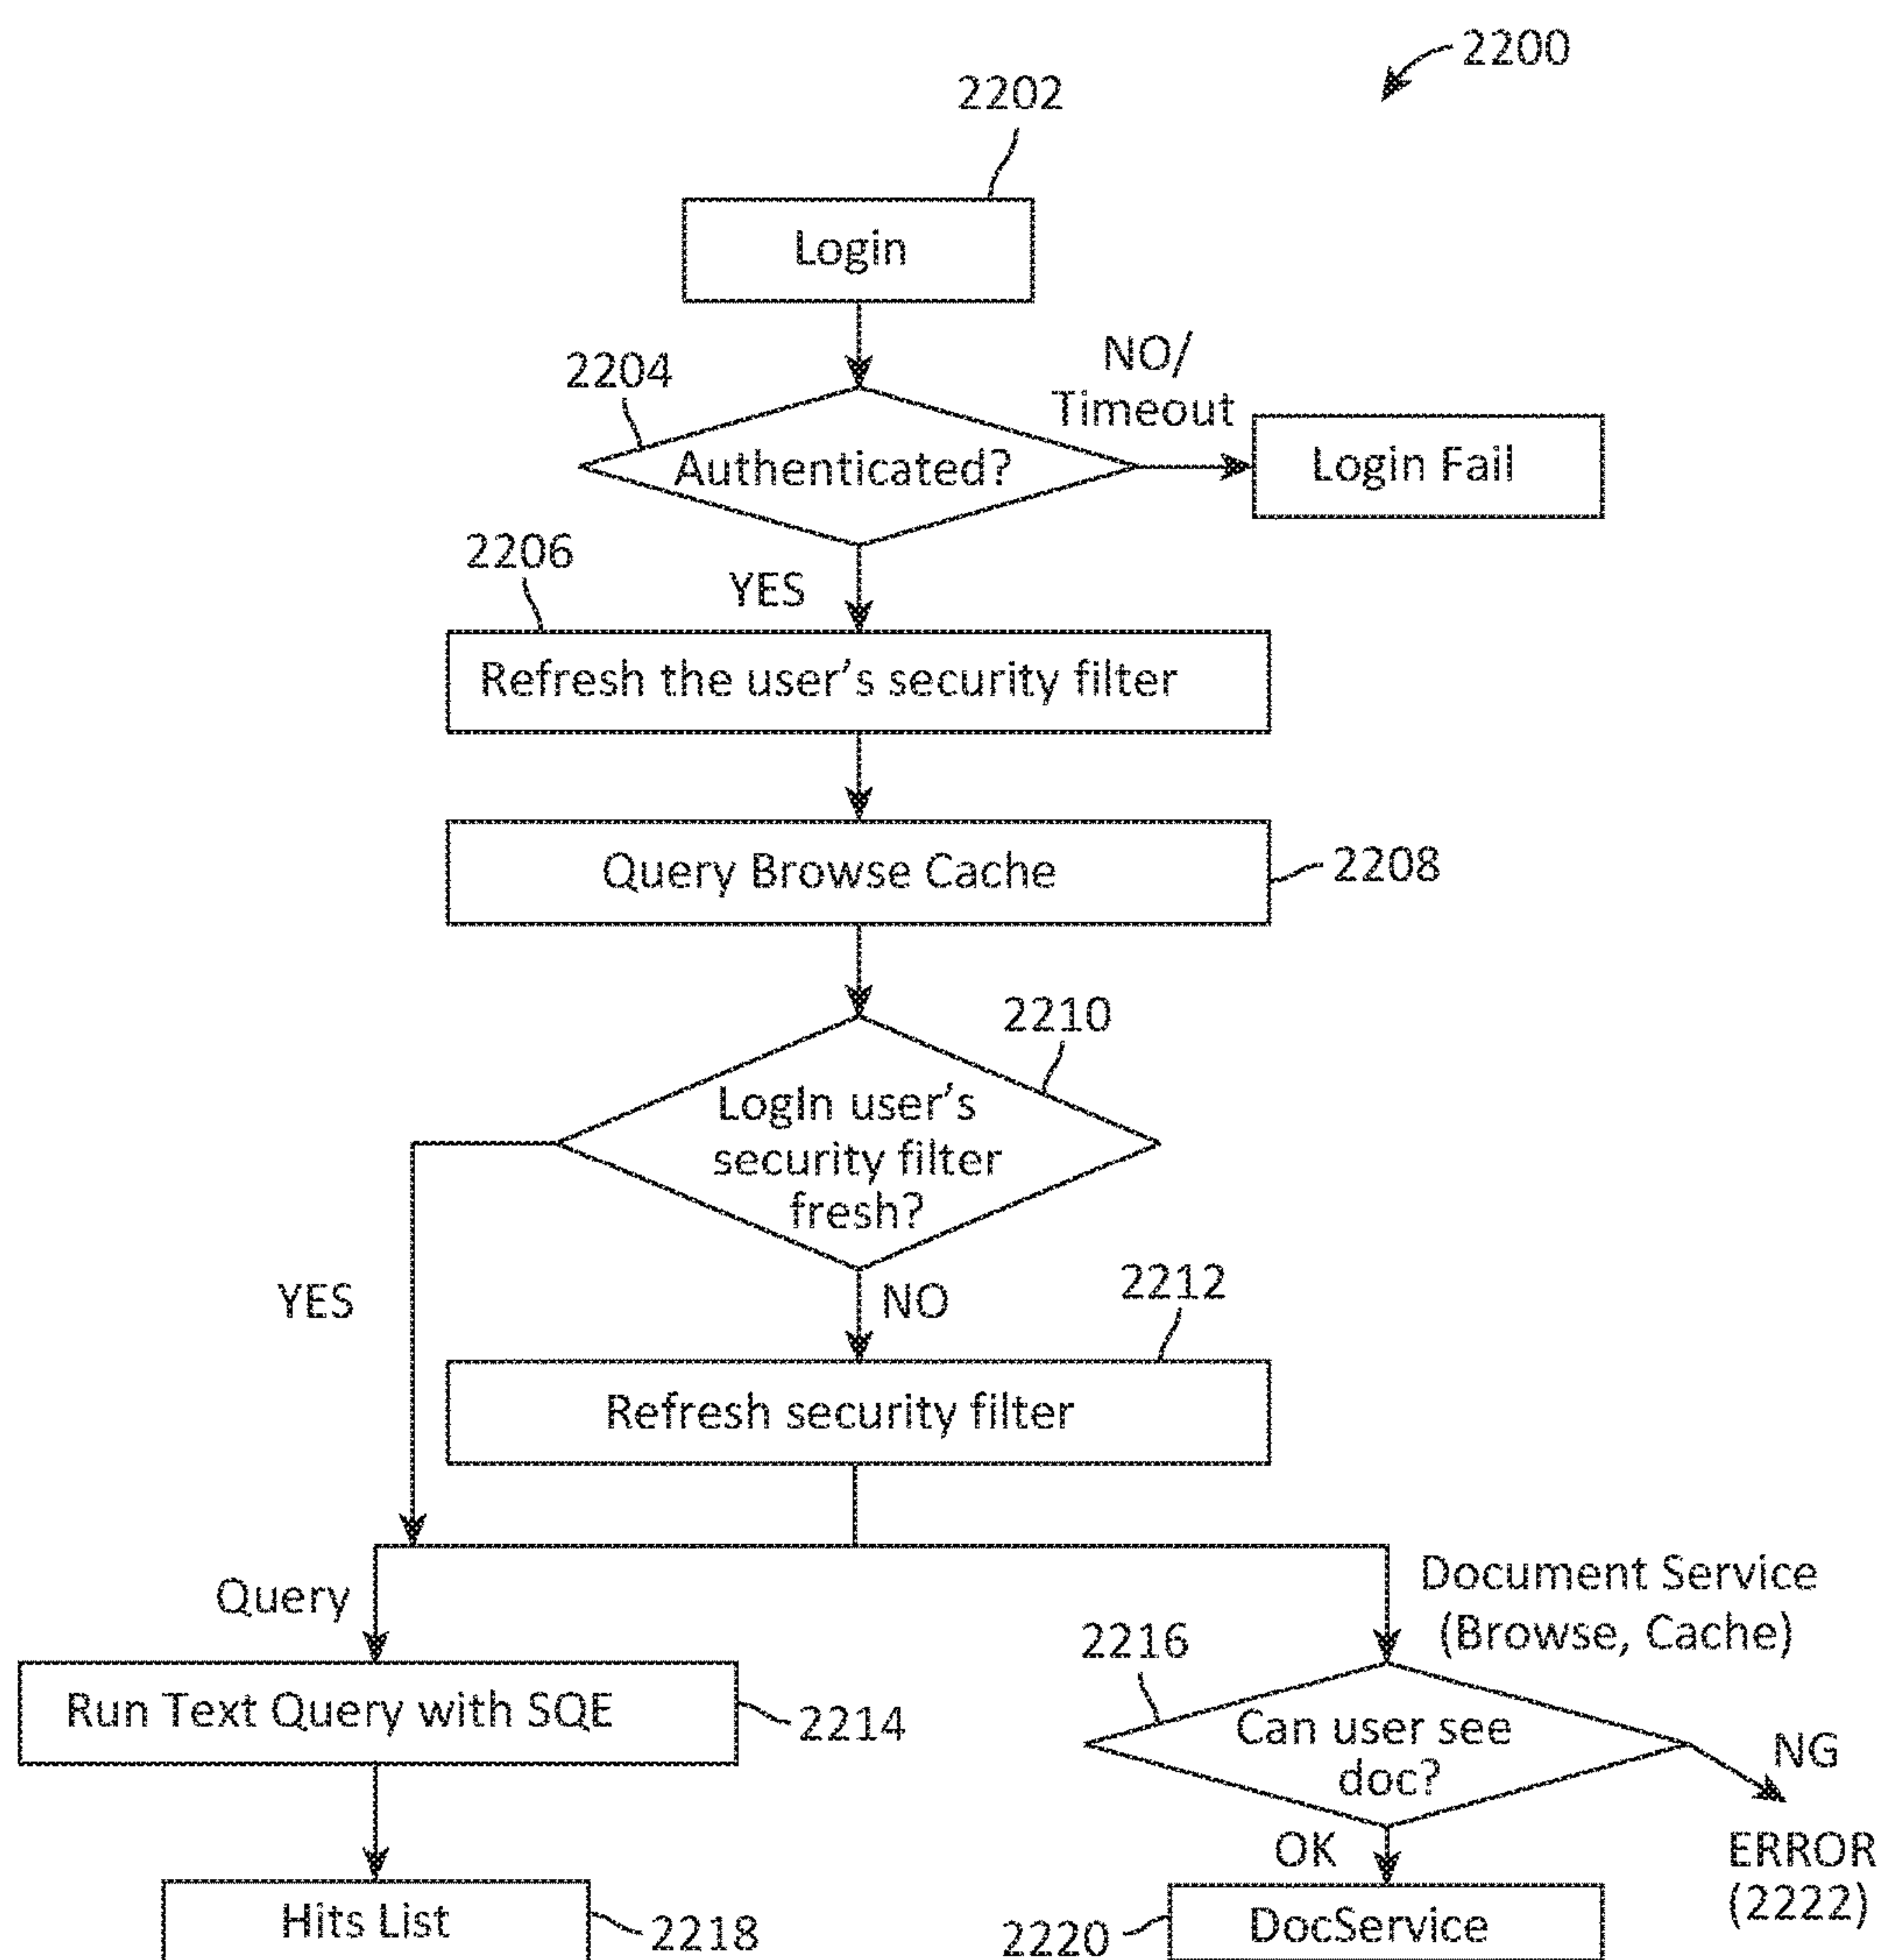 2200
2202
Login
2204
NO/
Timeout
Authenticated?
Login Fail
2206
YES
Refresh the user's security filter
Query Browse Cache
2208
2210
LogIn user's
security filter
fresh?
YES
NO
2212
Refresh security filter
Query
Document Service
(Browse, Cache)
2216
Run Text Query with SQE
2214
Can user see
doc?
NG
OK
ERROR
(2222)
Hits List
2218
2220
DocService